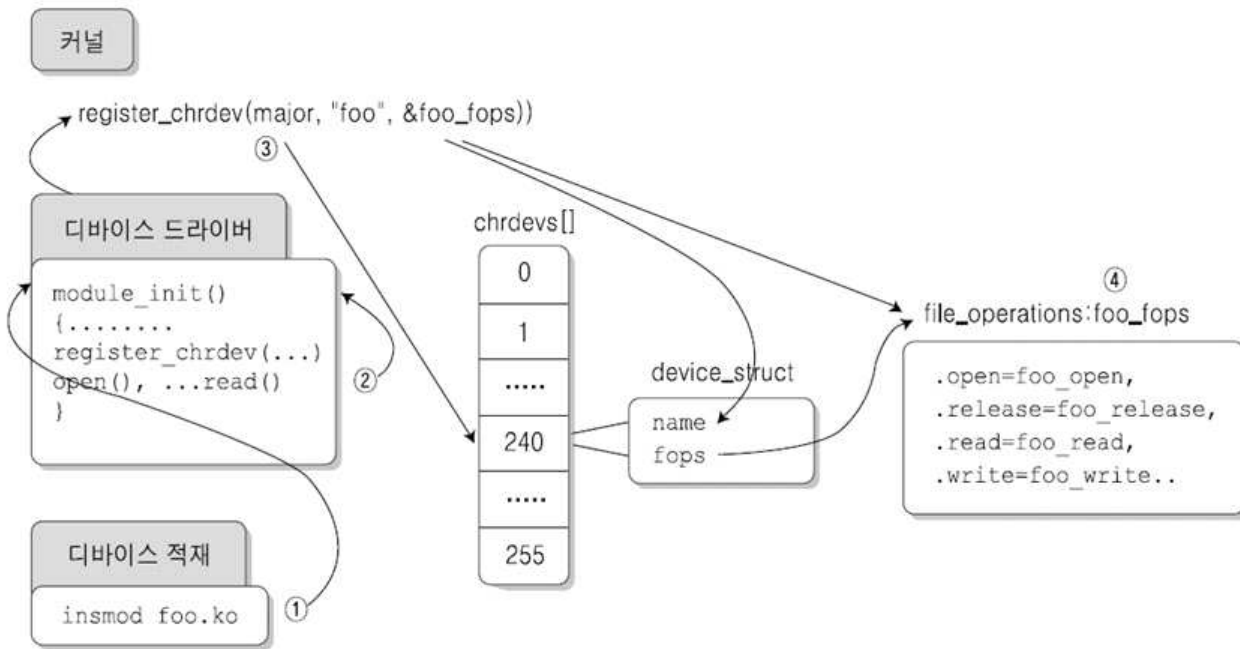 커널
register_chrdev(major, "foo", &foo_fops))
③
디바이스 드라이버
module_init()
{........
register_chrdev(...)
open(), ...read()
}
②
디바이스 적재
insmod foo.ko
①
chrdevs[]
0
1
.....
240
.....
255
device_struct
name
fops
④
file_operations:foo_fops
.open=foo_open,
.release=foo_release,
.read=foo_read,
.write=foo_write..